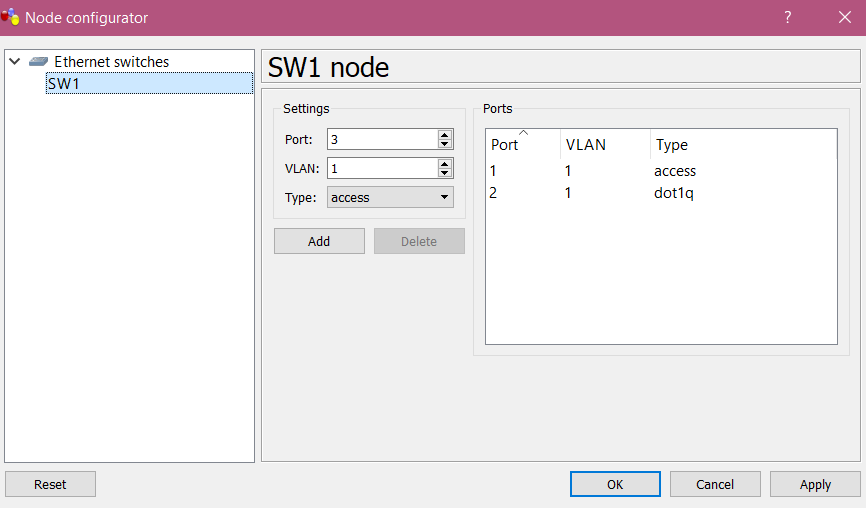 Node configurator
?
Ethernet switches
SW1
SW1 node
Settings
Port: 3
VLAN: 1
Type: access
Add Delete
Ports
Port VLAN Type
1 1 access
2 1 dot1q
Reset OK Cancel Apply